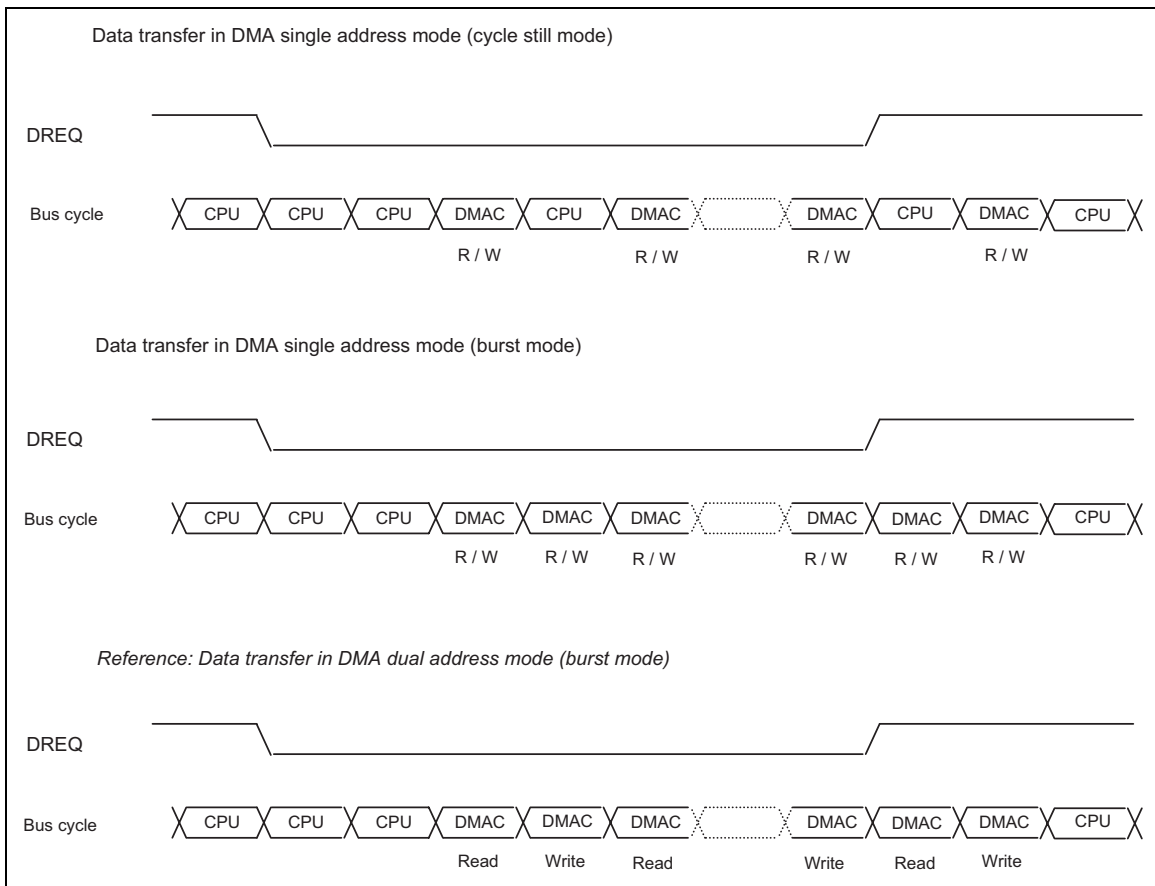 Data transfer in DMA single address mode (cycle still mode)
DREQ
Bus cycle CPU CPU CPU DMAC CPU DMAC DMAC CPU DMAC CPU
R / W R / W R / W R / W
Data transfer in DMA single address mode (burst mode)
DREQ
Bus cycle CPU CPU CPU DMAC DMAC DMAC DMAC DMAC DMAC CPU
R / W R / W R / W R / W R / W R / W
Reference: Data transfer in DMA dual address mode (burst mode)
DREQ
Bus cycle CPU CPU CPU DMAC DMAC DMAC DMAC DMAC DMAC CPU
Read Write Read Write Read Write